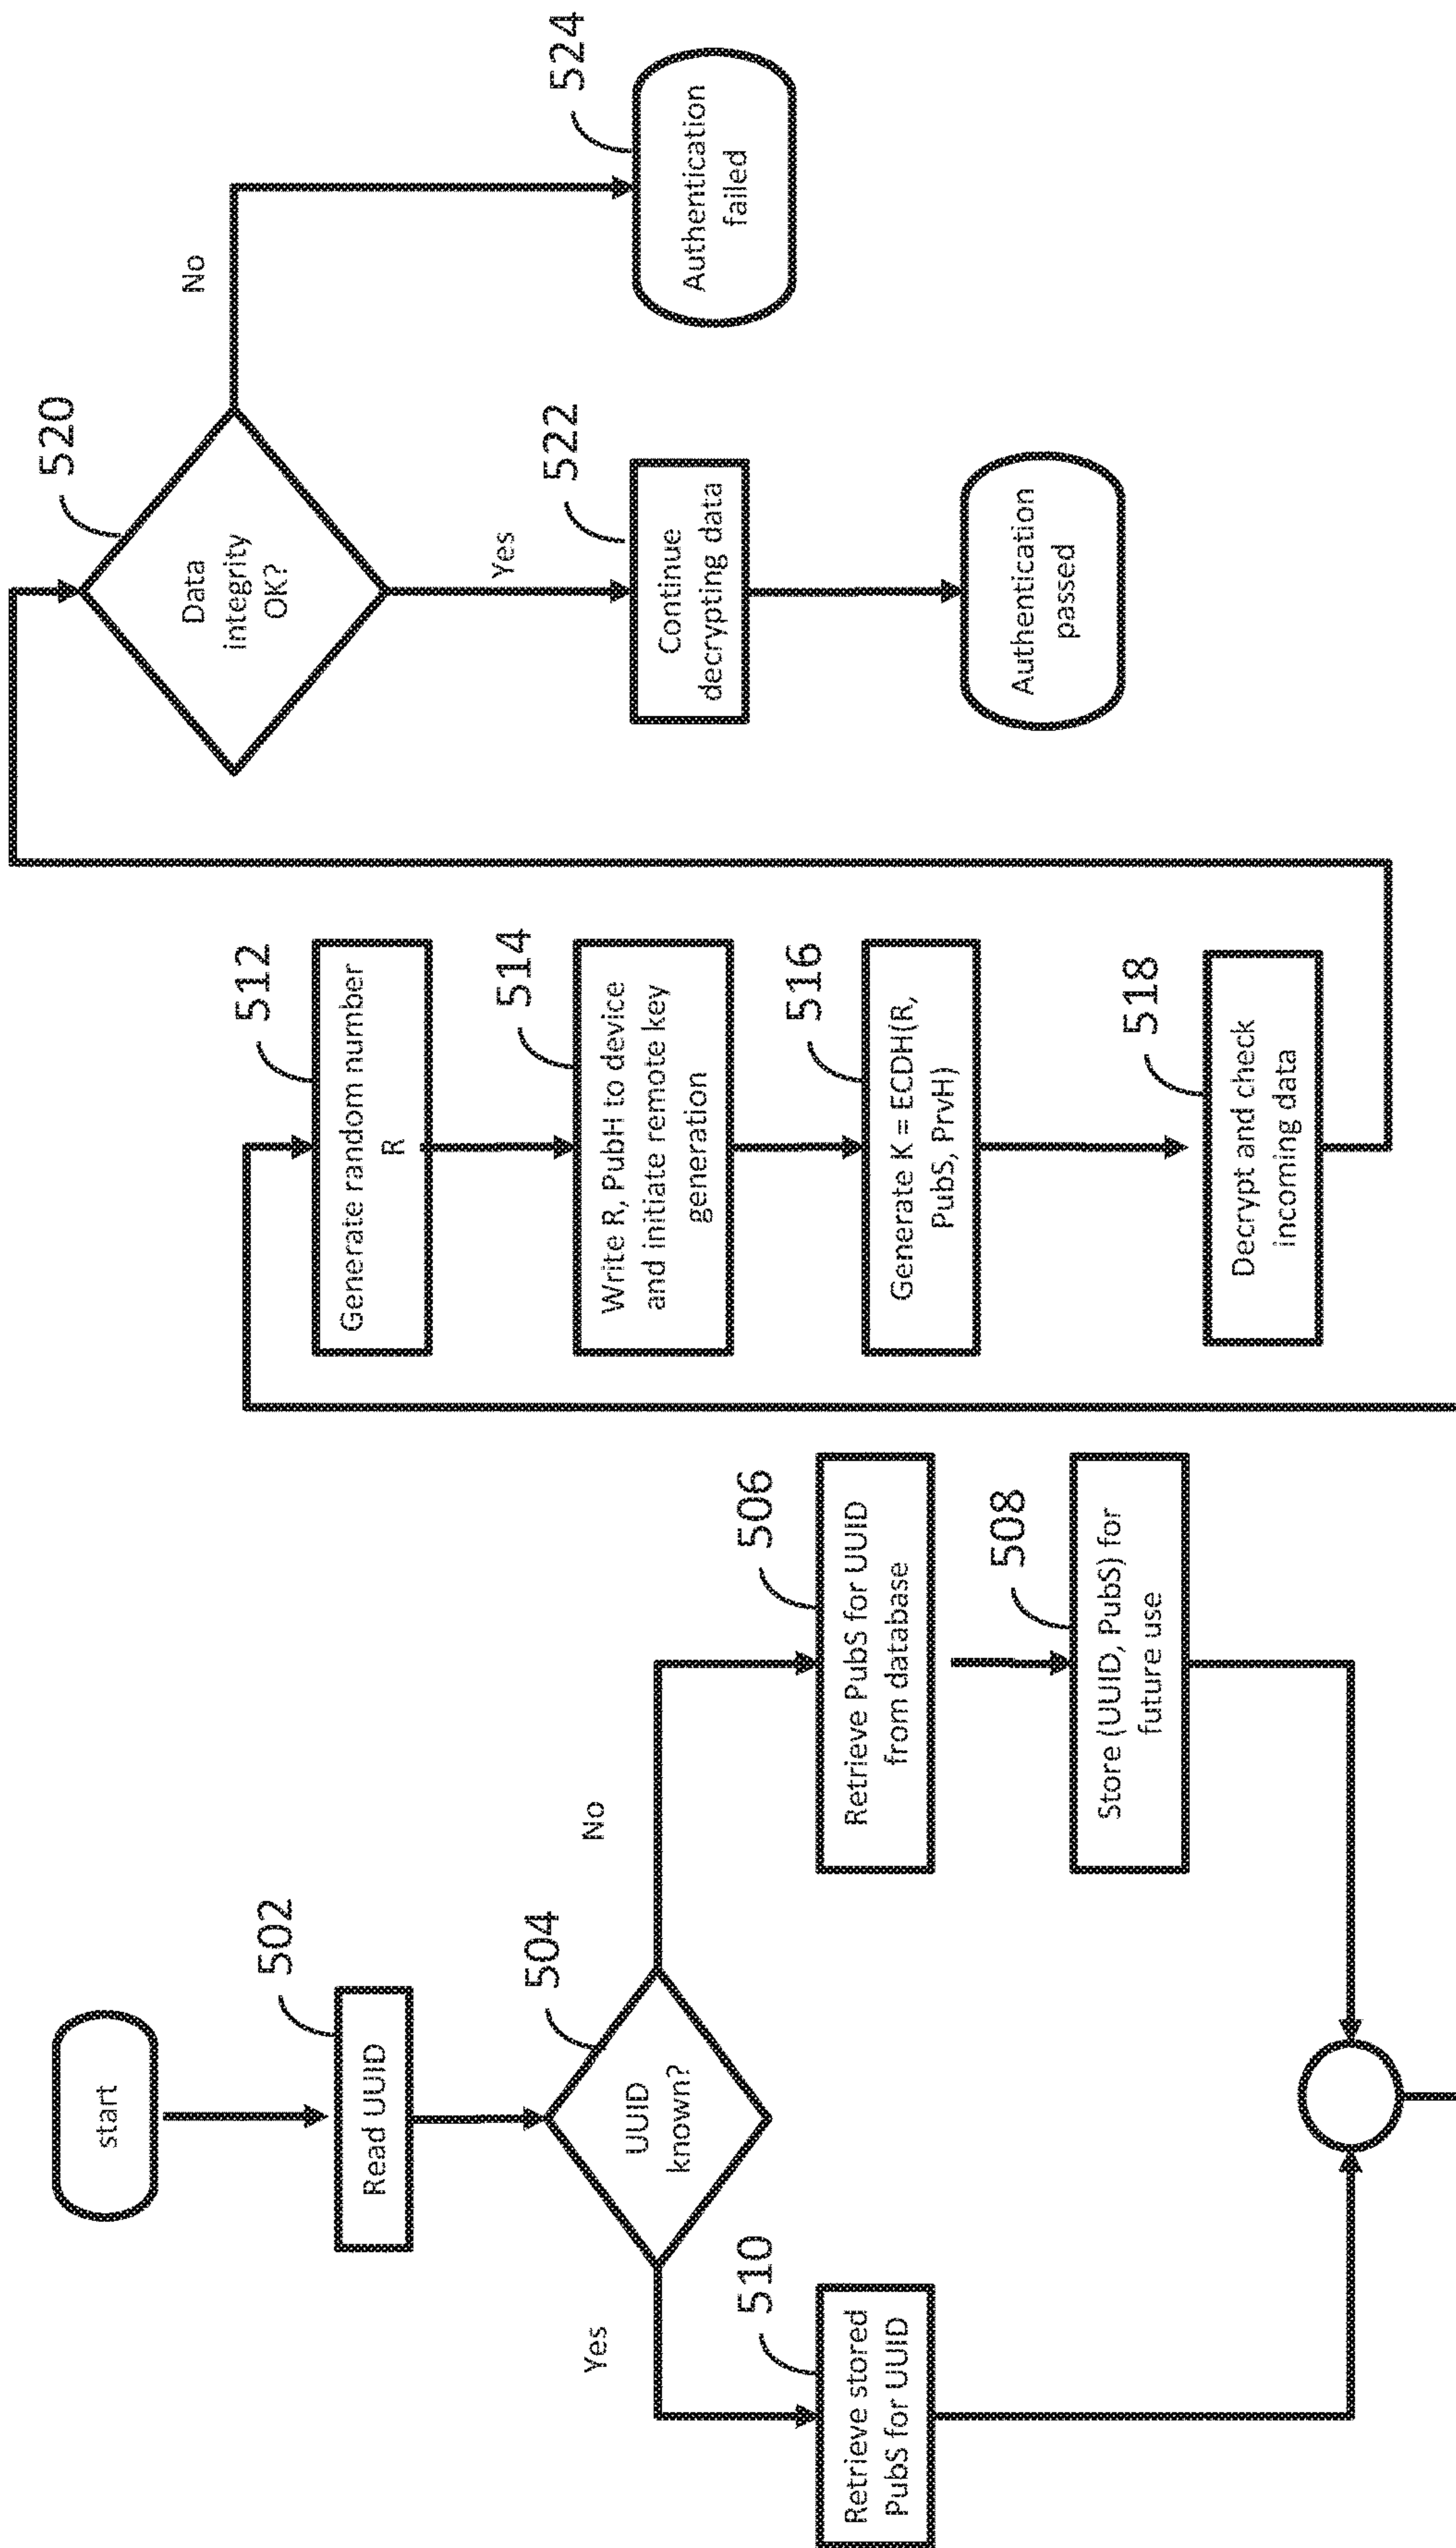 start
502
Read UUID
504
UUID
known?
Yes
No
510
Retrieve stored
PubS for UUID
506
Retrieve PubS for UUID
from database
508
Store (UUID, PubS) for
future use
512
Generate random number
R
514
Write R, PubH to device
and initiate remote key
generation
516
Generate K = ECDH(R,
PubS, PrvH)
518
Decrypt and check
incoming data
520
Data
integrity
OK?
No
Yes
522
Continue
decrypting data
Authentication
passed
524
Authentication
failed